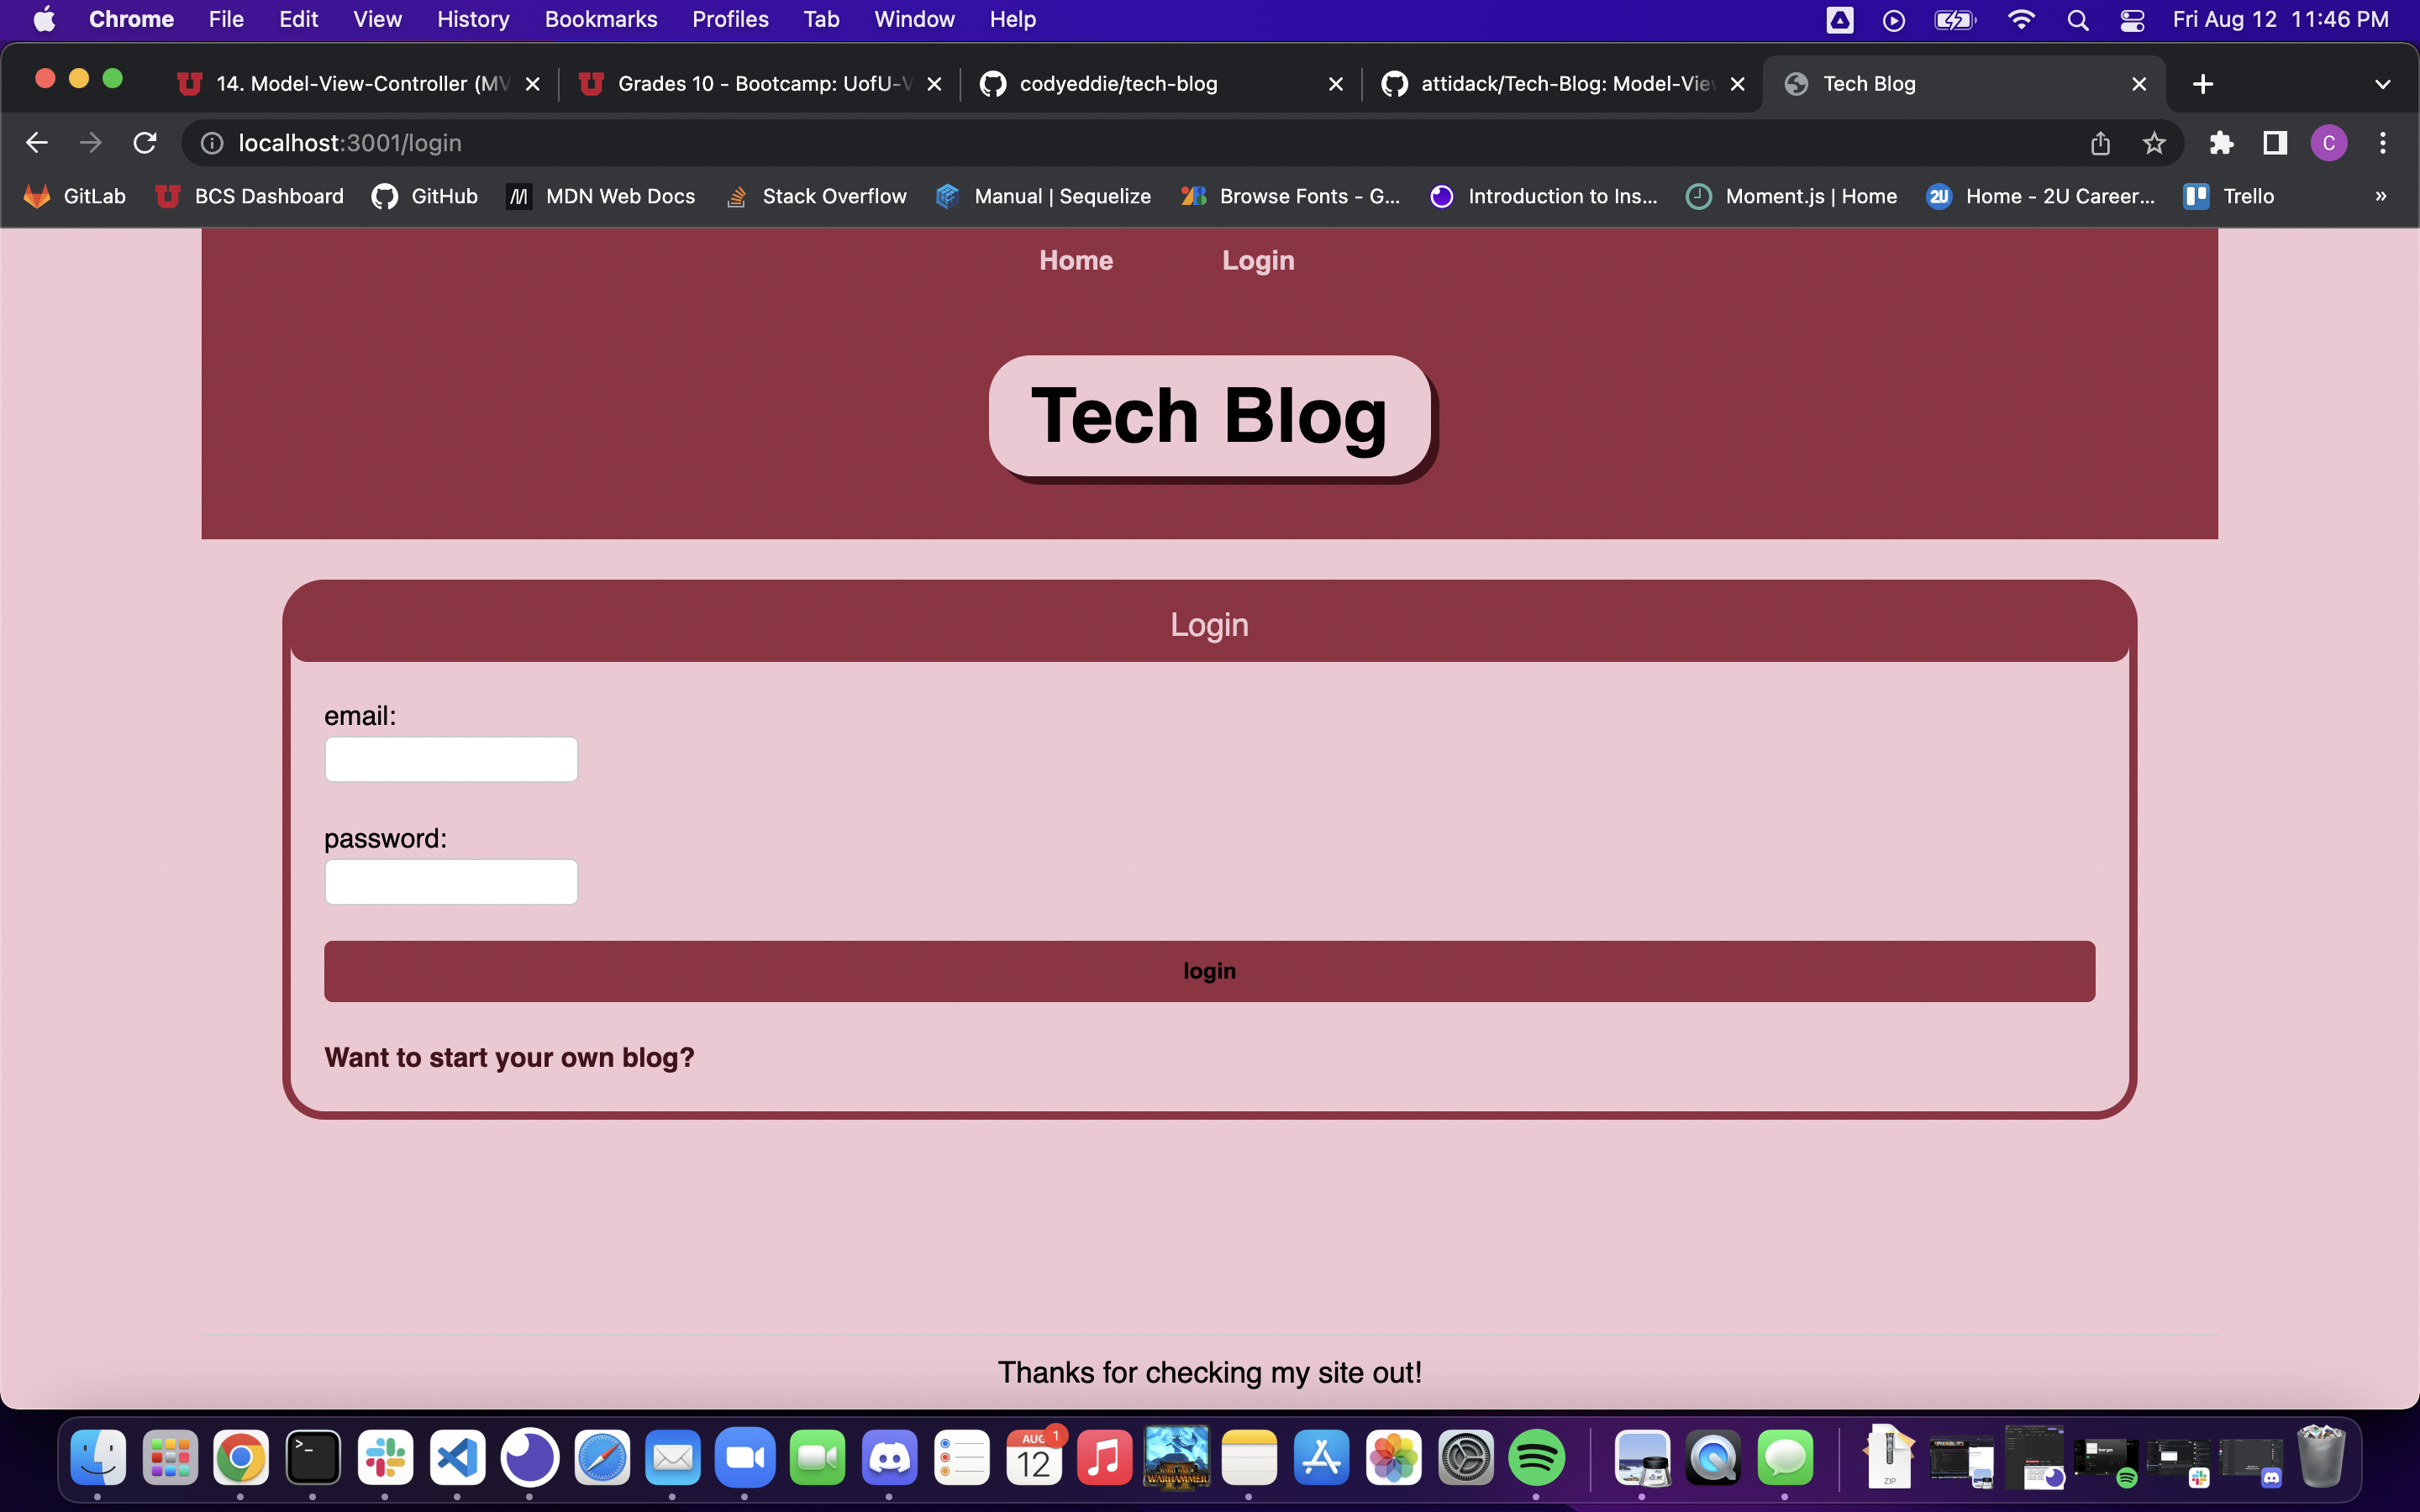 Chrome File Edit View History Bookmarks Profiles Tab Window Help Fri Aug 12 11:46 PM
14. Model-View-Controller (MV Grades 10 - Bootcamp: UofU-V codyeddie/tech-blog attidack/Tech-Blog: Model-Vie Tech Blog
localhost:3001/login C
GitLab BCS Dashboard GitHub MDN Web Docs Stack Overflow Manual | Sequelize Browse Fonts - G... Introduction to Ins... Moment.js | Home 2U Home - 2U Career... Trello »
Home Login
Tech Blog
Login
email:
password:
login
Want to start your own blog?
Thanks for checking my site out!
AUG 1
12
ZIP